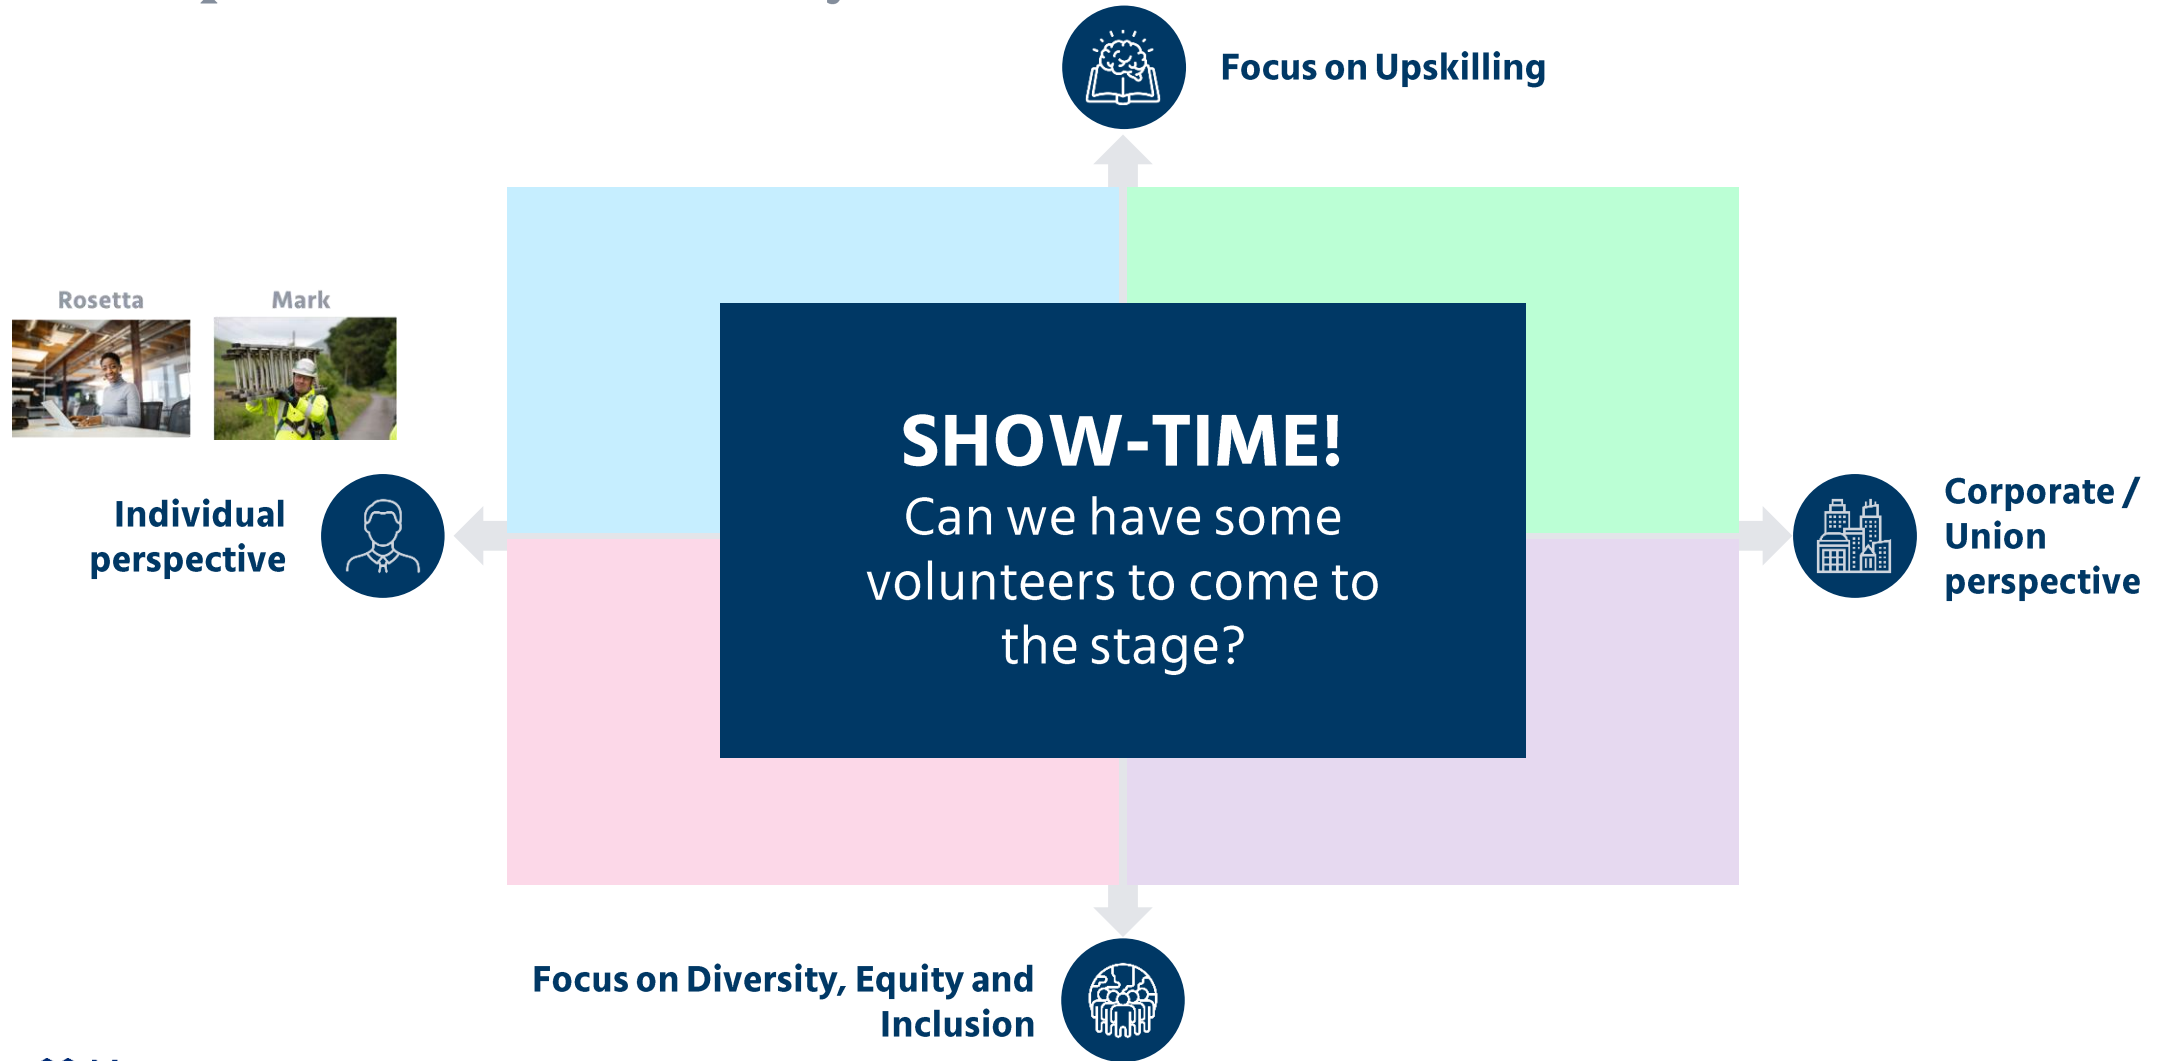 Focus on Upskilling
Rosetta
Mark
SHOW-TIME!
Can we have some
volunteers to come to
the stage?
Individual
perspective
Corporate /
Union
perspective
Focus on Diversity, Equity and
Inclusion